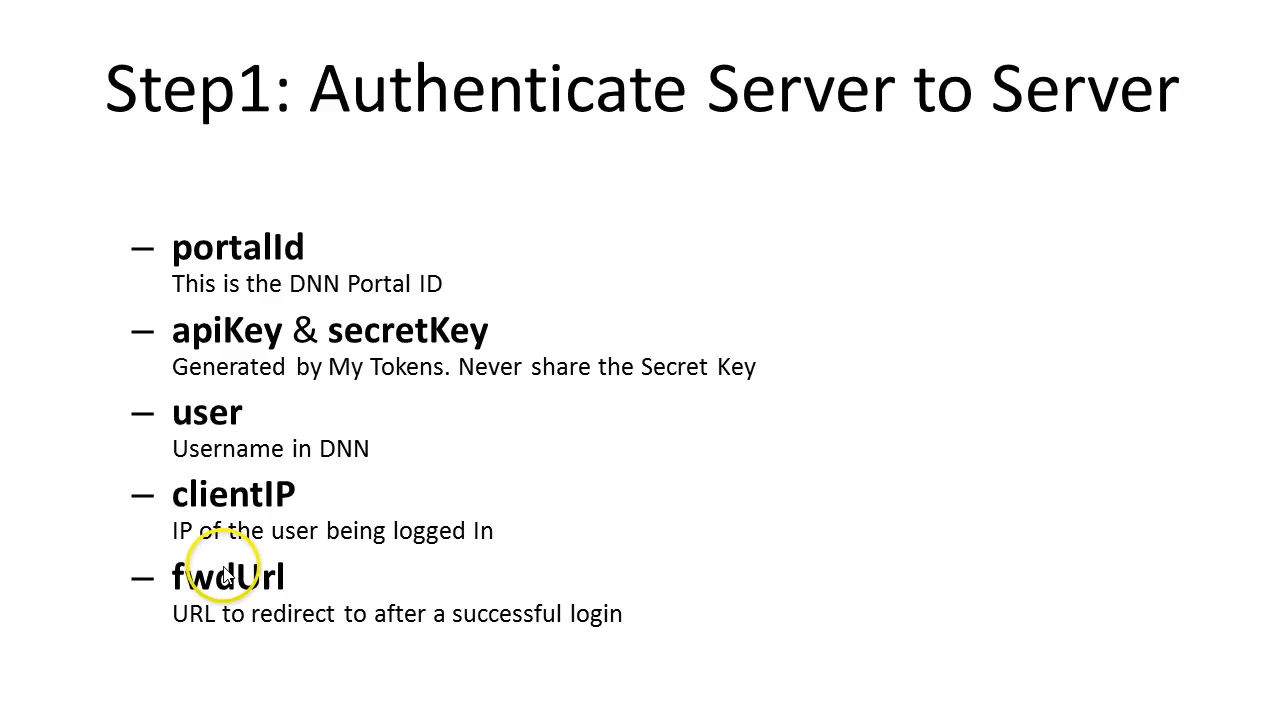 Step1: Authenticate Server to Server
– portalId
This is the DNN Portal ID
– apiKey & secretKey
Generated by My Tokens. Never share the Secret Key
– user
Username in DNN
– clientIP
IP of the user being logged In
– fwdUrl
URL to redirect to after a successful login